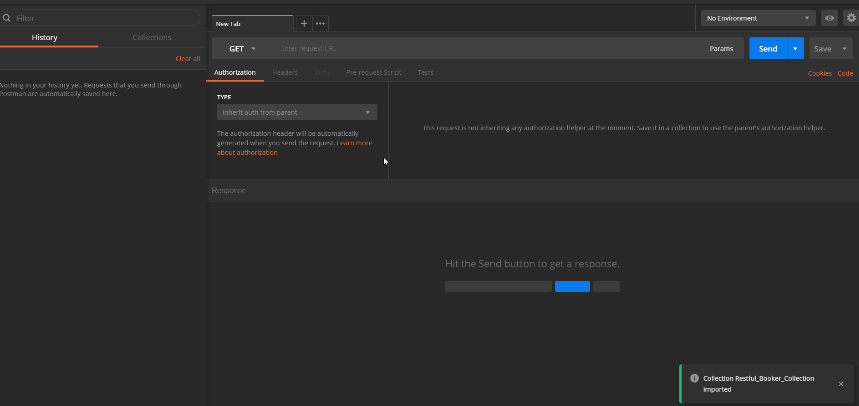 Filter
History
Collections
Clear all
Nothing in your history yet. Requests that you send through
Postman are automatically saved here.
New Tab
No Environment
GET
Enter request URL
Params
Send
Save
Authorization
Headers
Body
Pre-request Script
Tests
Cookies
Code
TYPE
Inherit auth from parent
The authorization header will be automatically
generated when you send the request. Learn more
about authorization
This request is not inheriting any authorization helper at the moment. Save it in a collection to use the parent's authorization helper.
Response
Hit the Send button to get a response.
Collection Restful_Booker_Collection
imported